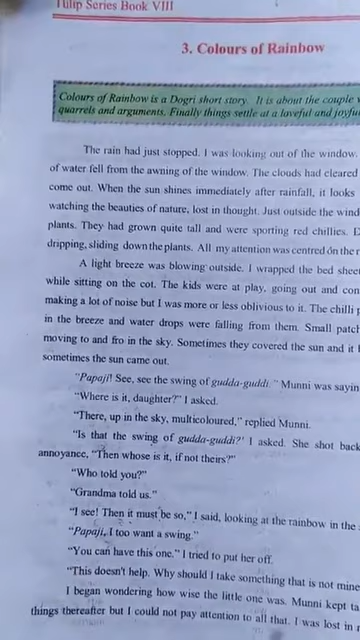 Tulip Series Book VIII
3. Colours of Rainbow
Colours of Rainbow is a Dogri short story. It is about the couple
quarrels and arguments. Finally things settle at a loveful and
The rain had just stopped. I was looking out of the window.
of water fell from the awning of the window. The clouds had cleared
come out. When the sun shines immediately after rainfall, it looks
watching the beauties of nature, lost in thought. Just outside the
plants. They had grown quite tall and were sporting red chillies.
dripping, sliding down the plants. All my attention was centred on the
A light breeze was blowing outside. I wrapped the bed
while sitting on the cot. The kids were at play, going out and
making a lot of noise but I was more or less oblivious to it. The chilli
in the breeze and water drops were falling from them. Small
moving to and fro in the sky. Sometimes they covered the sun and it
sometimes the sun came out.
"Papaji! See, see the swing of gudda-guddi." Munni was
"Where is it, daughter?" I asked.
"There, up in the sky, multicoloured," replied Munni.
"Is that the swing of gudda-guddi?' I asked. She shot back
annoyance, "Then whose is it, if not theirs?"
"Who told you?"
"Grandma told us."
"I see! Then it must be so," I said, looking at the rainbow in the
"Papaji, I too want a swing."
"You can have this one." I tried to put her off.
"This doesn't help. Why should I take something that is not mine
I began wondering how wise the little one was. Munni kept
things thereafter but I could not pay attention to all that. I was lost in